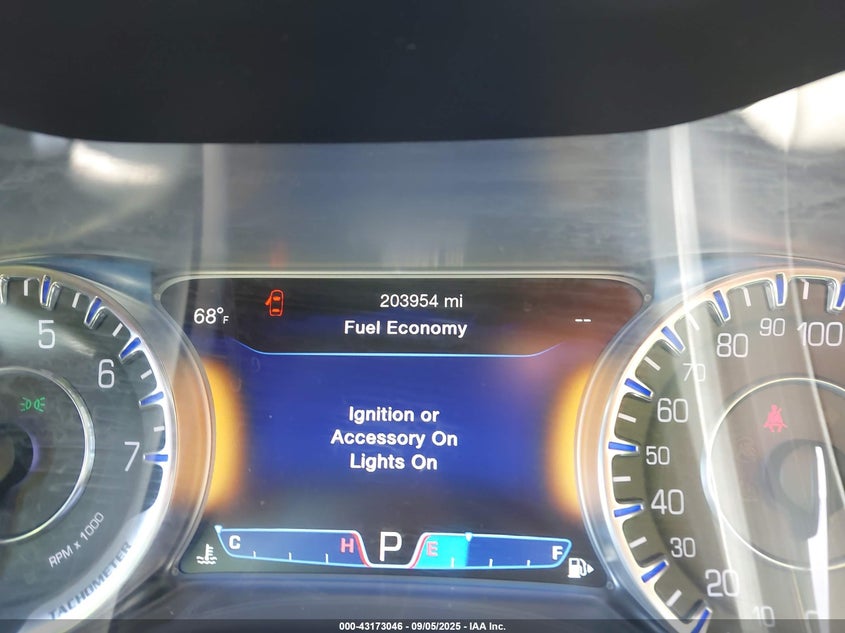 203954 mi
68°F
Fuel Economy
--
Ignition or
Accessory On
Lights On
C
H
P
E
F
5
6
7
RPM x 1000
TACHOMETER
100
90
80
70
60
50
40
30
20
10
0
000-43173046 - 09/05/2025 - IAA Inc.